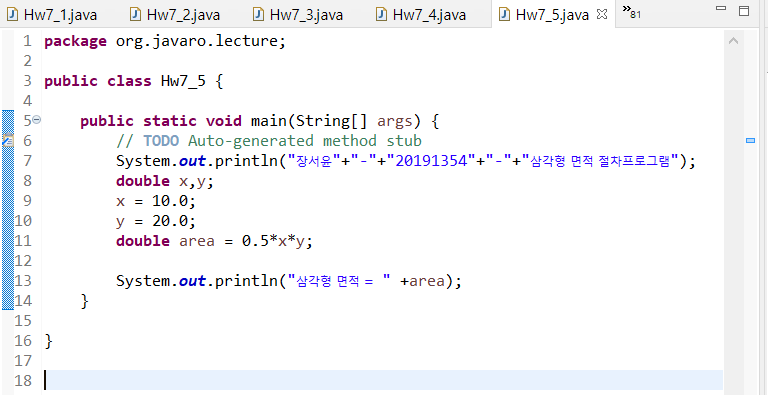 Hw7_1.java Hw7_2.java Hw7_3.java Hw7_4.java Hw7_5.java »81
1 package org.javaro.lecture;
2
3 public class Hw7_5 {
4
5 public static void main(String[] args) {
6 // TODO Auto-generated method stub
7 System.out.println("장서윤"+"-"+"20191354"+"-"+"삼각형 면적 절차프로그램");
8 double x,y;
9 x = 10.0;
10 y = 20.0;
11 double area = 0.5*x*y;
12
13 System.out.println("삼각형 면적 = " +area);
14 }
15
16 }
17
18